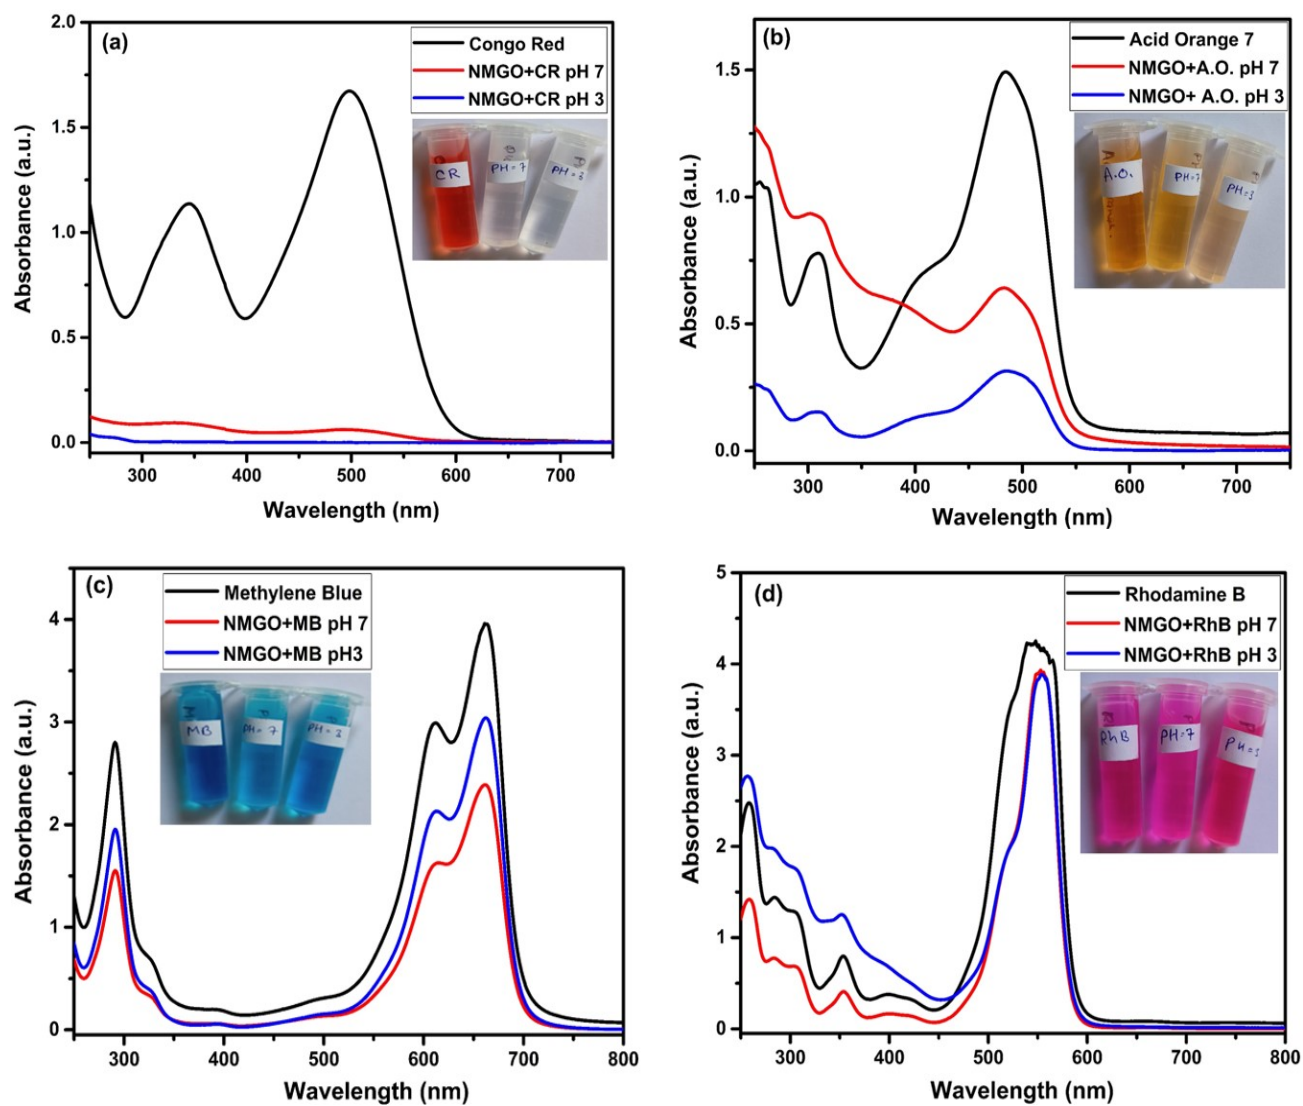 (a)
Congo Red
NMGO+CR pH 7
NMGO+CR pH 3
CR
PH=7
PH=3
Absorbance (a.u.)
2.0
1.5
1.0
0.5
0.0
300 400 500 600 700
Wavelength (nm)
(b)
Acid Orange 7
NMGO+A.O. pH 7
NMGO+ A.O. pH 3
A.O.
PH=7
PH=3
Absorbance (a.u.)
1.5
1.0
0.5
0.0
300 400 500 600 700
Wavelength (nm)
(c)
Methylene Blue
NMGO+MB pH 7
NMGO+MB pH3
MB
PH=7
PH=3
Absorbance (a.u.)
4
3
2
1
0
300 400 500 600 700 800
Wavelength (nm)
(d)
Rhodamine B
NMGO+RhB pH 7
NMGO+RhB pH 3
RhB
PH=7
Absorbance (a.u.)
5
4
3
2
1
0
300 400 500 600 700 800
Wavelength (nm)